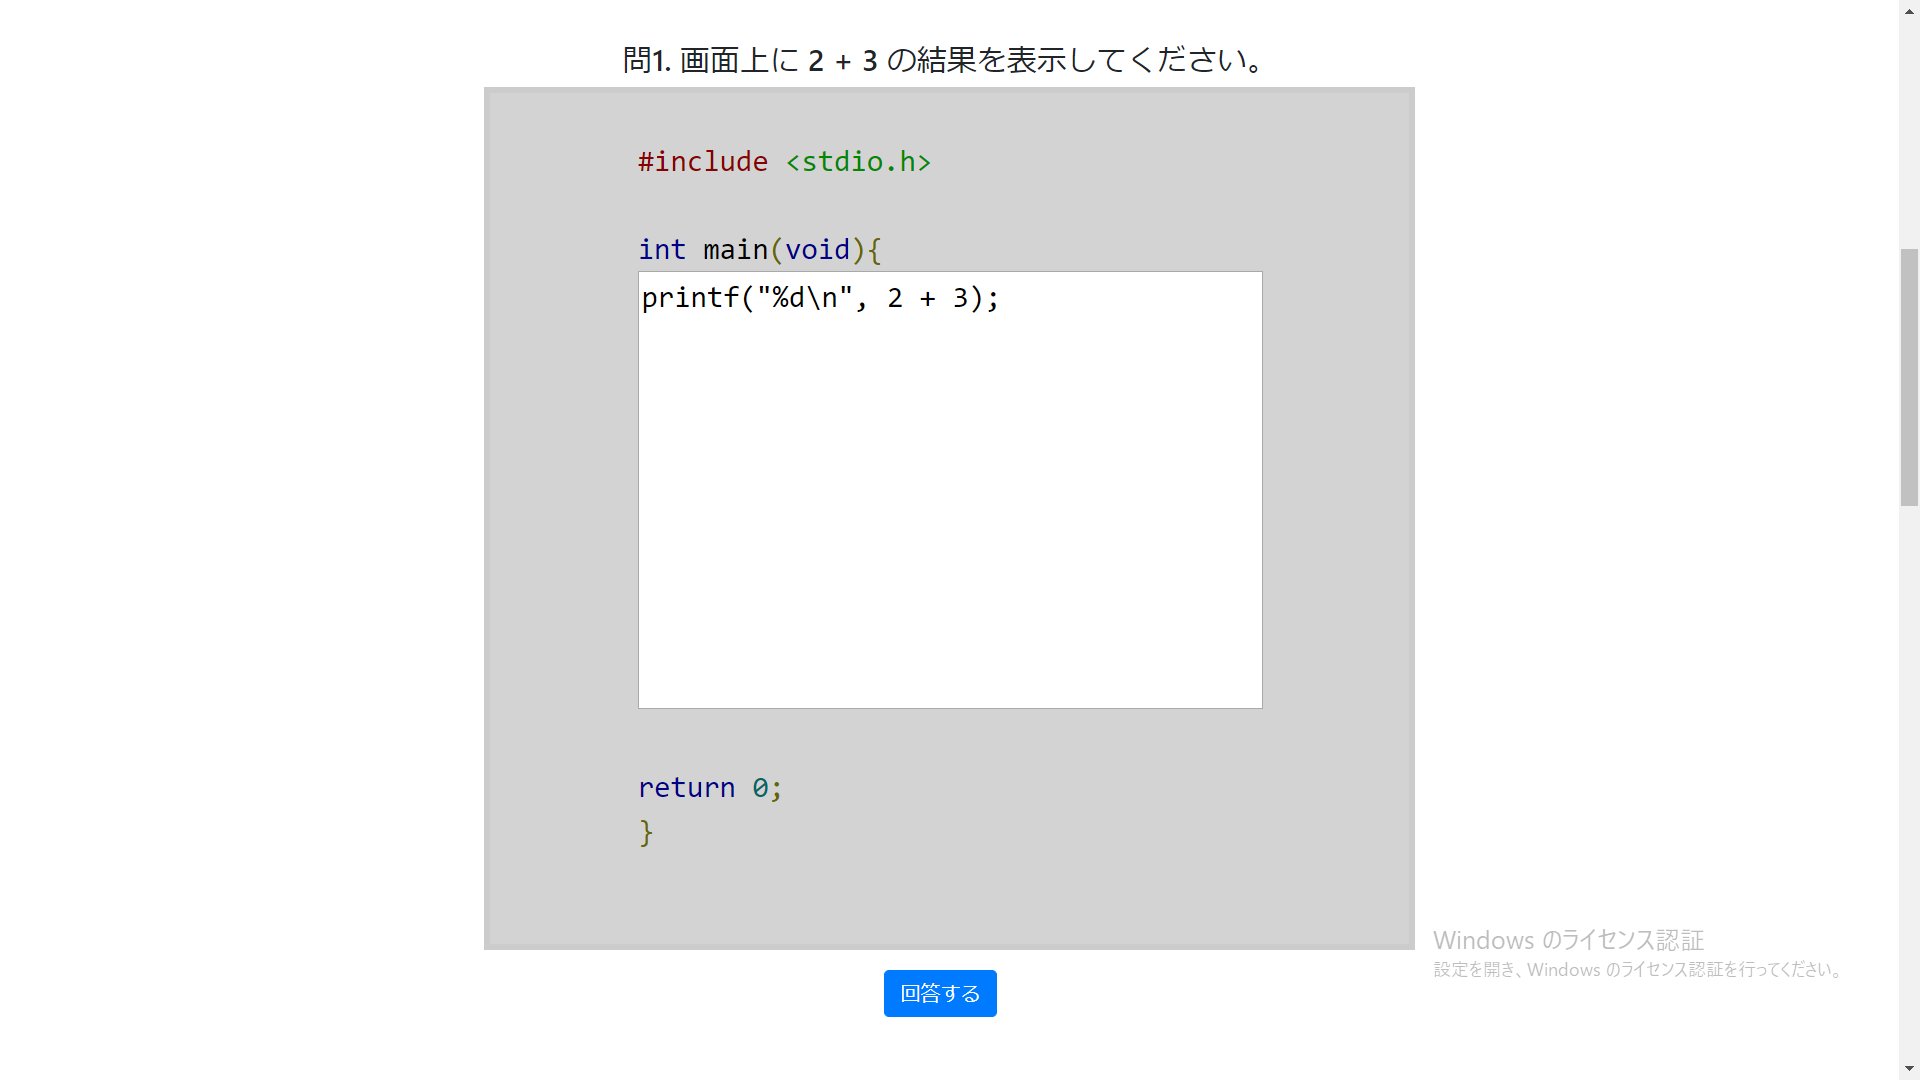 問1. 画面上に 2 + 3 の結果を表示してください。
#include <stdio.h>
int main(void){
printf("%d\n", 2 + 3);
return 0;
}
Windows のライセンス認証
設定を開き、Windows のライセンス認証を行ってください。
回答する